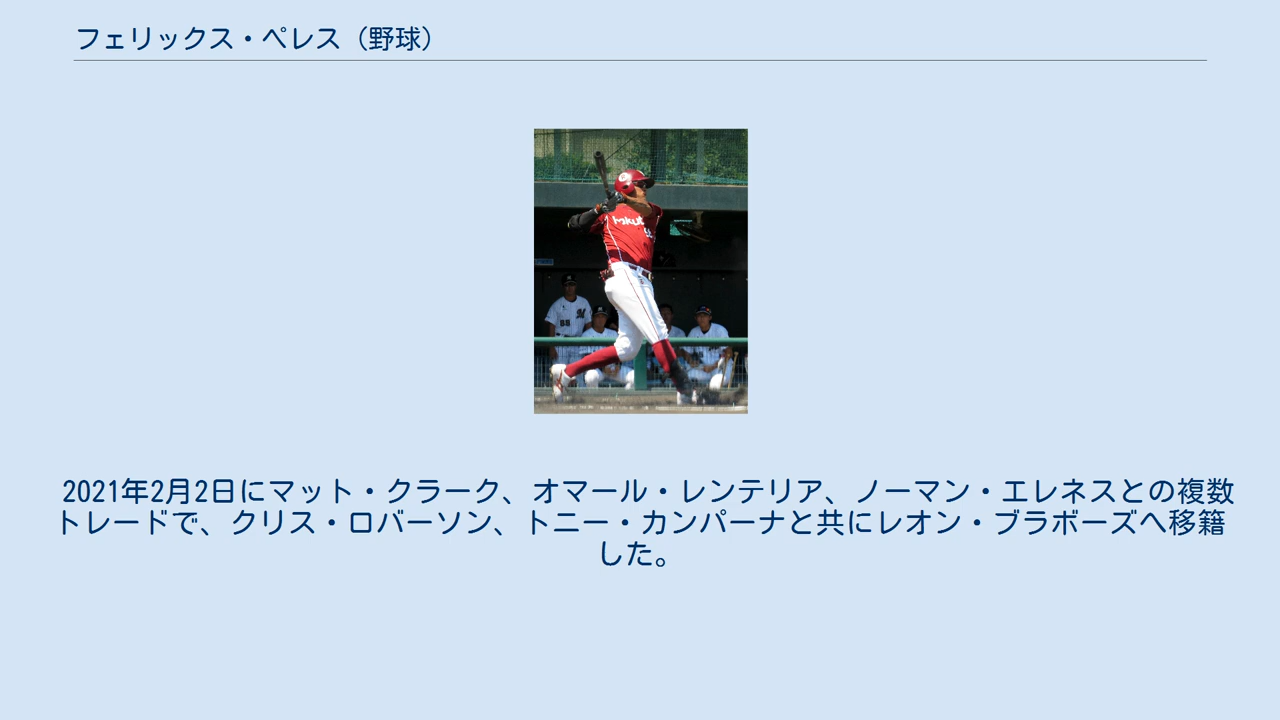 フェリックス・ペレス（野球）
2021年2月2日にマット・クラーク、オマール・レンテリア、ノーマン・エレネスとの複数
トレードで、クリス・ロバーソン、トニー・カンパーナと共にレオン・ブラボーズへ移籍
した。